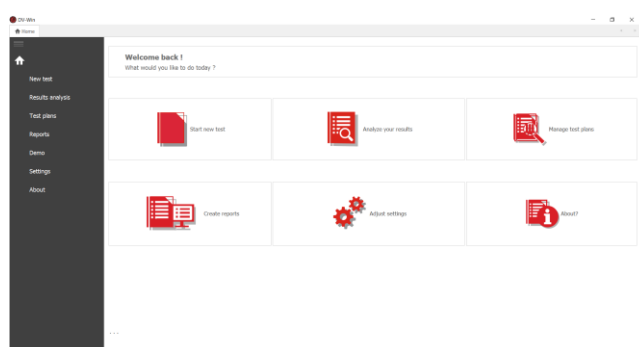 DV-Win
Home
New test
Results analysis
Test plans
Reports
Demo
Settings
About
Welcome back !
What would you like to do today ?
Start new test
Analyze your results
Manage test plans
Create reports
Adjust settings
About?
...